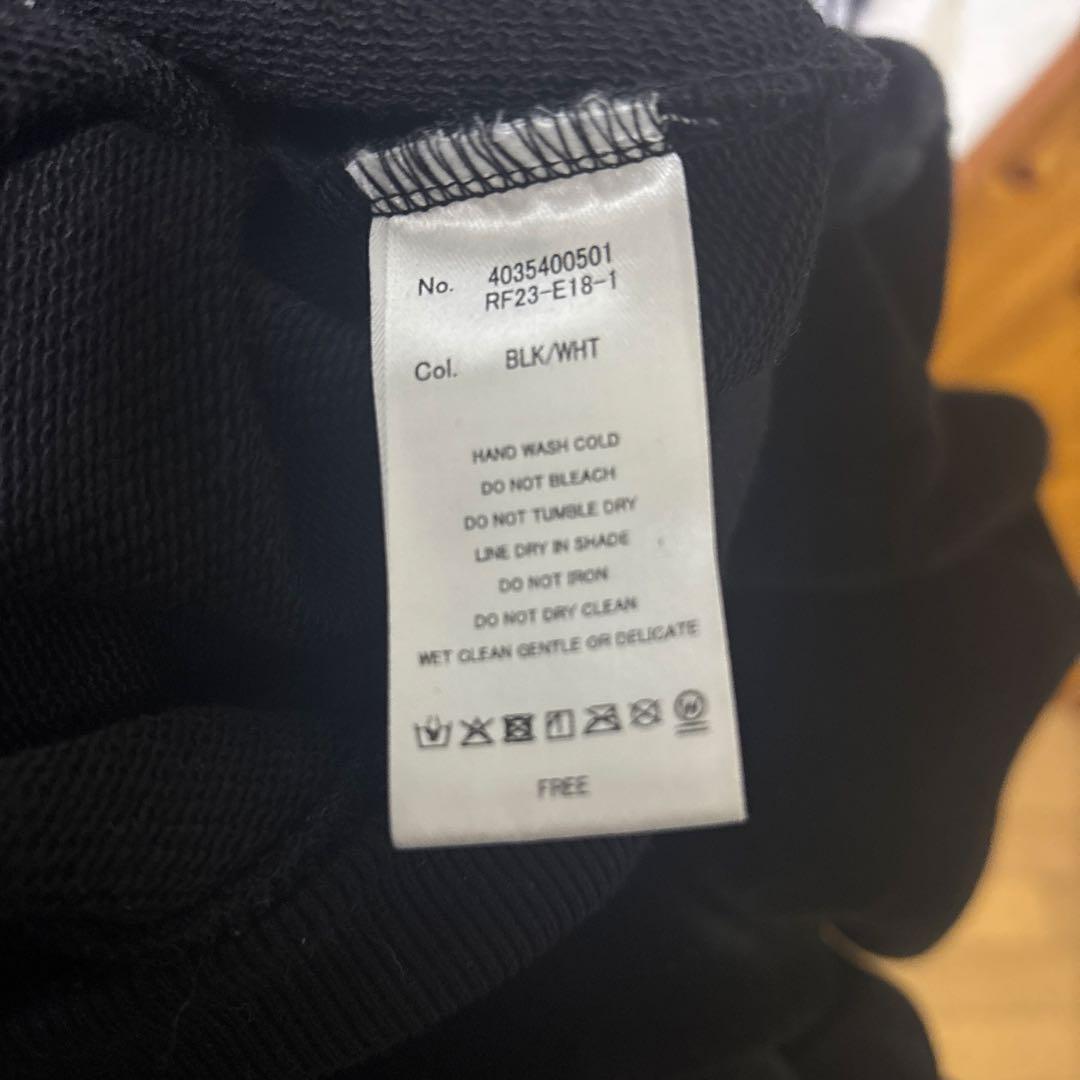 No. 4035400501
RF23-E18-1
Col. BLK/WHT
HAND WASH COLD
DO NOT BLEACH
DO NOT TUMBLE DRY
LINE DRY IN SHADE
DO NOT IRON
DO NOT DRY CLEAN
WET CLEAN GENTLE OR DELICATE
W
FREE